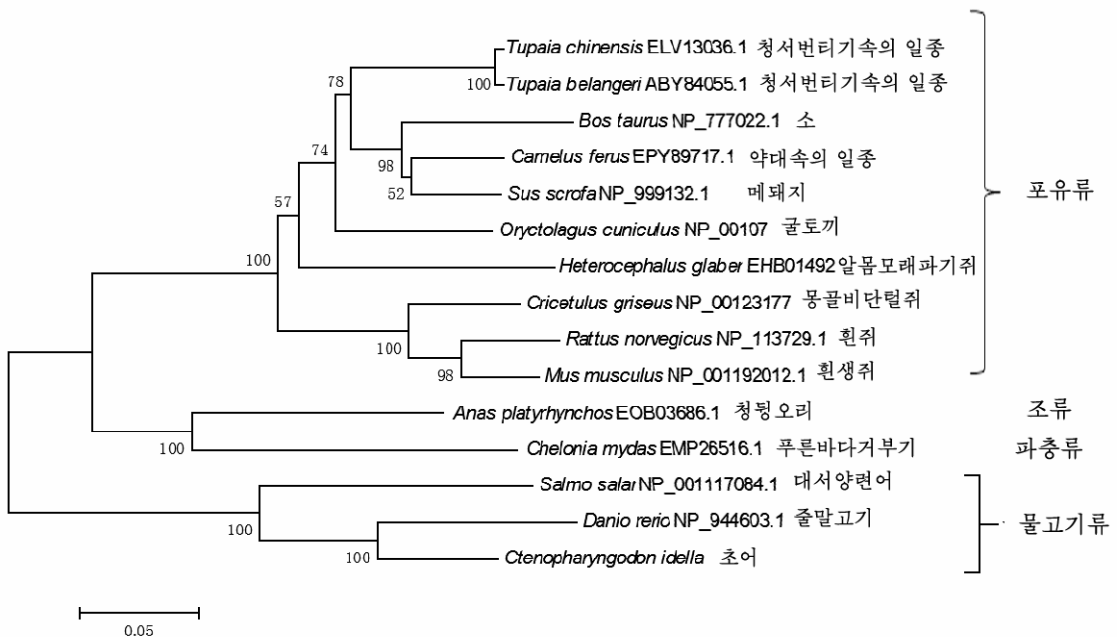 Tupaia chinensis ELV13036.1 청서번티기속의 일종
78
100 Tupaia belangeri ABY84055.1 청서번티기속의 일종
Bos taurus NP_777022.1 소
74
98
Camelus ferus EPY89717.1 약대속의 일종
52
Sus scrofa NP_999132.1 메돼지
포유류
57
Oryctolagus cuniculus NP_00107 굴토끼
100
Heterocephalus glaber EHB01492 알몸모래파기쥐
Cricetulus griseus NP_00123177 몽골비단털쥐
Rattus norvegicus NP_113729.1 흰쥐
100
98
Mus musculus NP_001192012.1 흰생쥐
Anas platyrhynchos EOB03686.1 청뒹오리
조류
100
Chelonia mydas EMP26516.1 푸른바다거부기
파충류
Salmo salar NP_001117084.1 대서양련어
Danio rerio NP_944603.1 줄말고기
물고기류
100
100
Ctenopharyngodon idella 초어
0.05